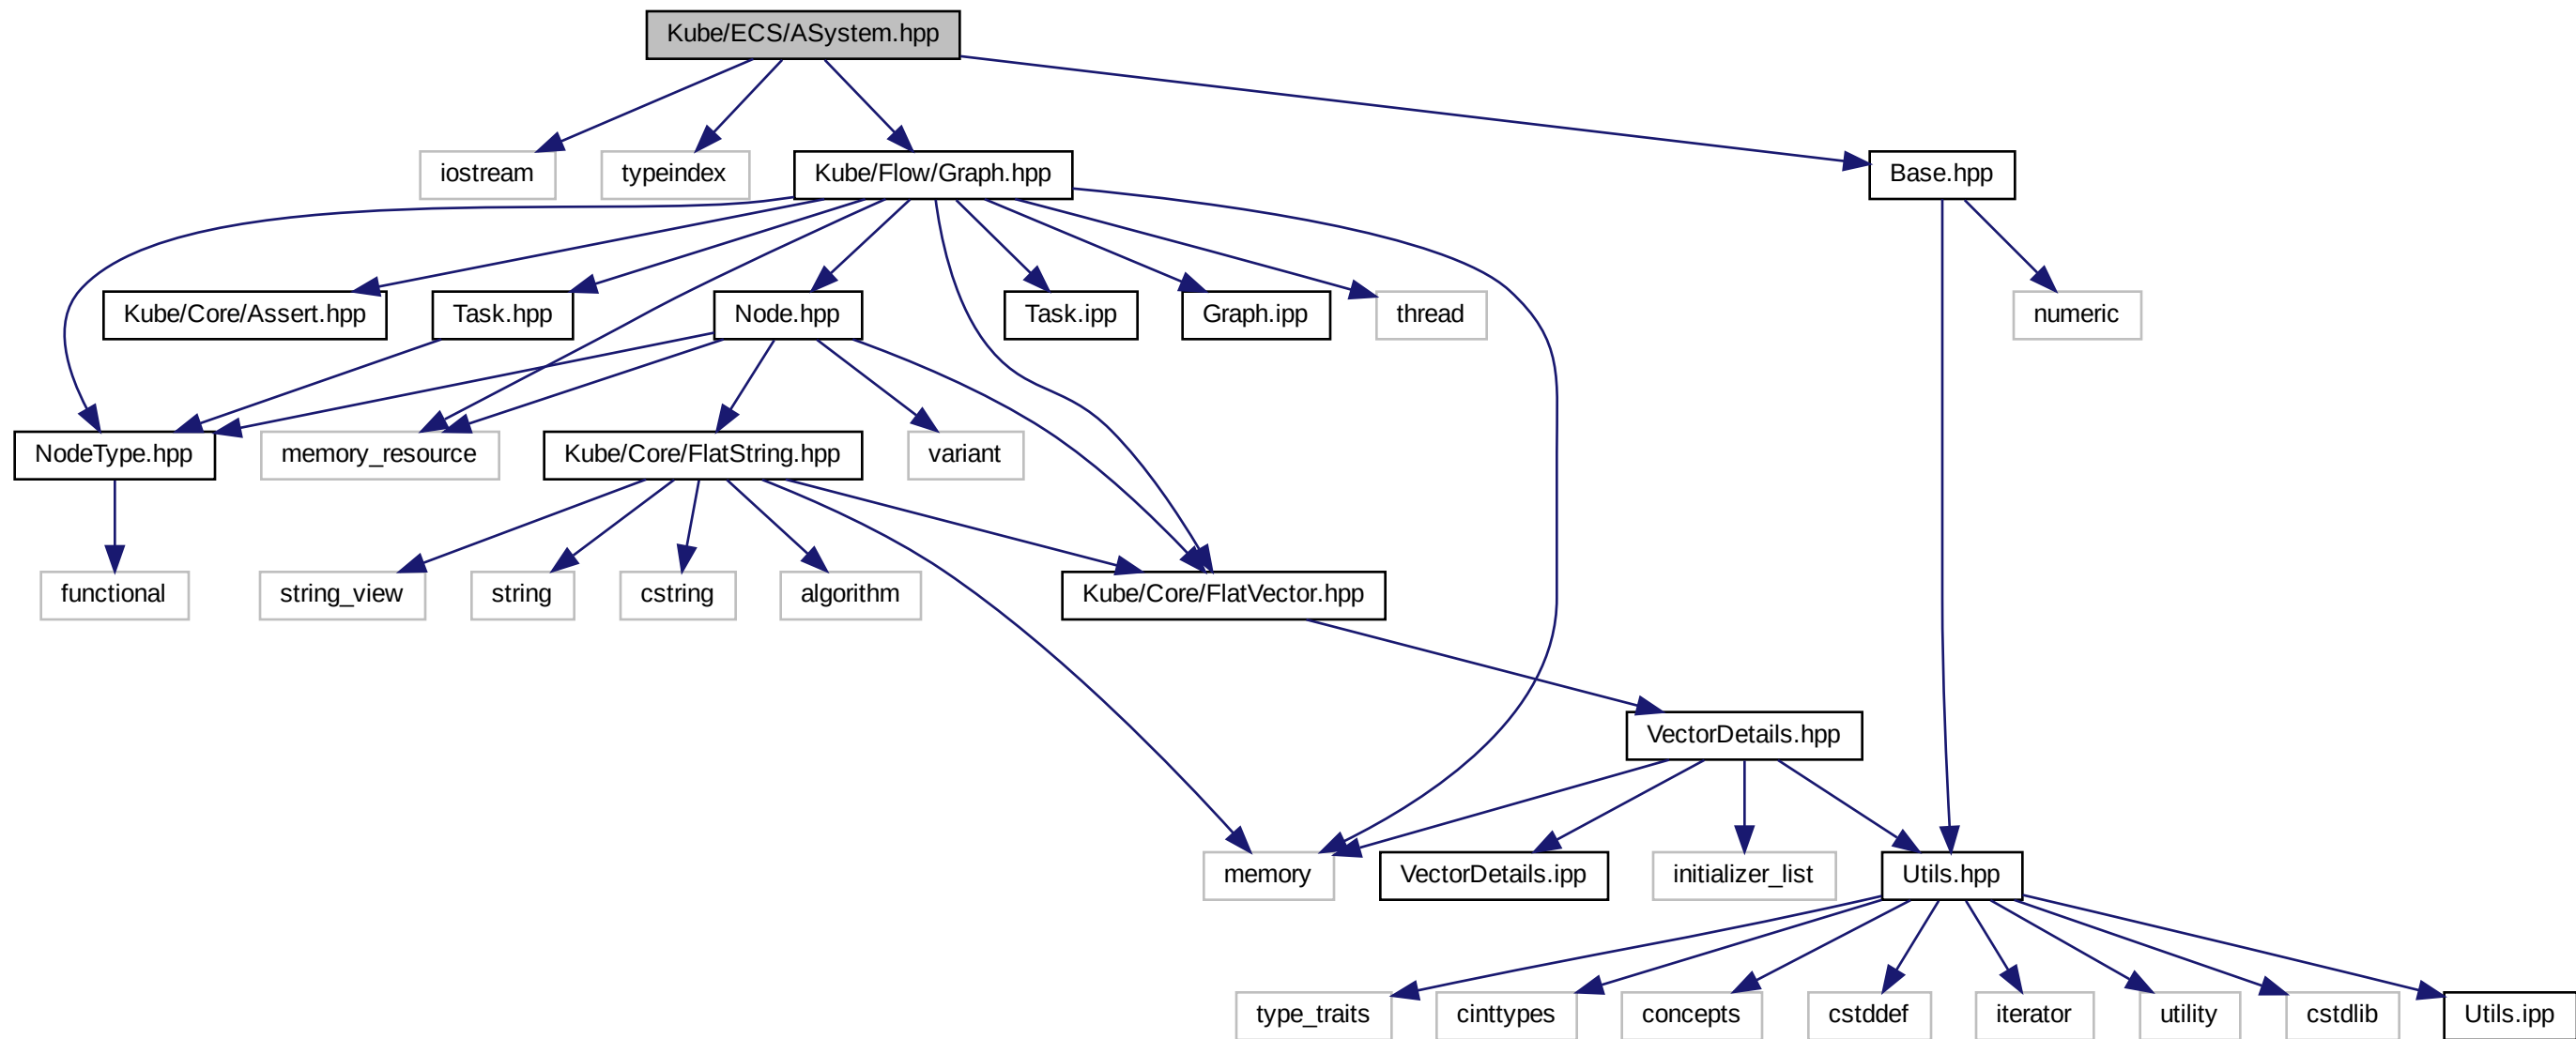 Kube/ECS/ASystem.hpp
iostream
typeindex
Kube/Flow/Graph.hpp
Base.hpp
Kube/Core/Assert.hpp
Task.hpp
Node.hpp
Task.ipp
Graph.ipp
thread
numeric
NodeType.hpp
memory_resource
Kube/Core/FlatString.hpp
variant
functional
string_view
string
cstring
algorithm
Kube/Core/FlatVector.hpp
VectorDetails.hpp
memory
VectorDetails.ipp
initializer_list
Utils.hpp
type_traits
cinttypes
concepts
cstddef
iterator
utility
cstdlib
Utils.ipp